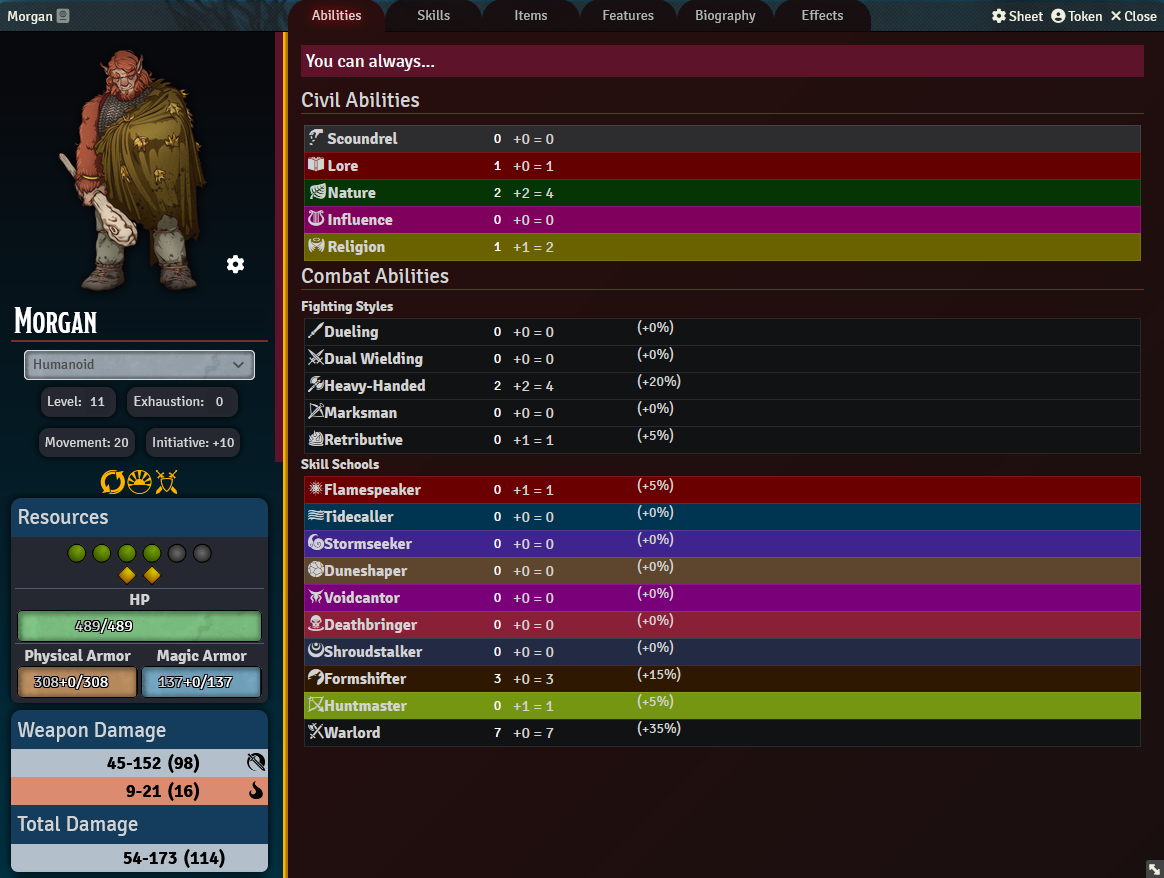 Morgan
Abilities Skills Items Features Biography Effects
Sheet Token Close
You can always...
Civil Abilities
Scoundrel 0 +0 = 0
Lore 1 +0 = 1
Nature 2 +2 = 4
Influence 0 +0 = 0
Religion 1 +1 = 2
Combat Abilities
Fighting Styles
Dueling 0 +0 = 0 (+0%)
Dual Wielding 0 +0 = 0 (+0%)
Heavy-Handed 2 +2 = 4 (+20%)
Marksman 0 +0 = 0 (+0%)
Retributive 0 +1 = 1 (+5%)
Skill Schools
Flamespeaker 0 +1 = 1 (+5%)
Tidecaller 0 +0 = 0 (+0%)
Stormseeker 0 +0 = 0 (+0%)
Duneshaper 0 +0 = 0 (+0%)
Voidcantor 0 +0 = 0 (+0%)
Deathbringer 0 +0 = 0 (+0%)
Shroudstalker 0 +0 = 0 (+0%)
Formshifter 3 +0 = 3 (+15%)
Huntmaster 0 +1 = 1 (+5%)
Warlord 7 +0 = 7 (+35%)
Morgan
Humanoid
Level: 11 Exhaustion: 0
Movement: 20 Initiative: +10
Resources
HP
489/489
Physical Armor Magic Armor
308+0/308 137+0/137
Weapon Damage
45-152 (98)
9-21 (16)
Total Damage
54-173 (114)